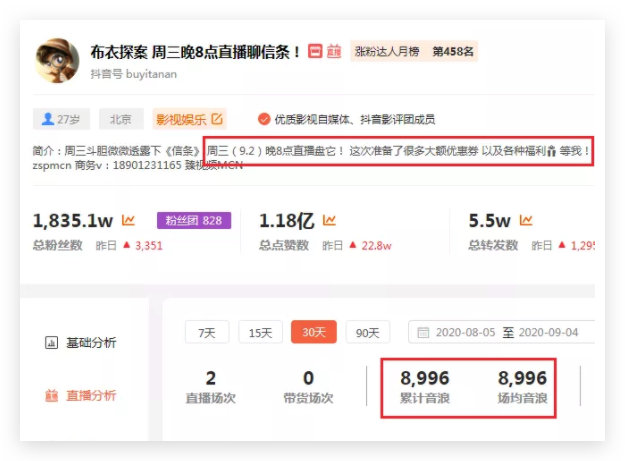 布衣探案 周三晚8点直播聊信条！ 直播 涨粉达人月榜 第458名
抖音号 buyitanan
27岁 北京 影视娱乐 优质影视自媒体、抖音影评团成员
简介：周三斗胆微微透露下《信条》 周三（9.2）晚8点直播盘它！ 这次准备了很多大额优惠券 以及各种福利 等我！
zspmcn 商务v：18901231165 臻视频MCN
1,835.1w 粉丝团 828 1.18亿 5.5w
总粉丝数 昨日 3,351 总点赞数 昨日 22.8w 总转发数 昨日 1,295
7天 15天 30天 90天 2020-08-05 至 2020-09-04
基础分析
2 0 8,996 8,996
直播场次 带货场次 累计音浪 场均音浪
直播分析